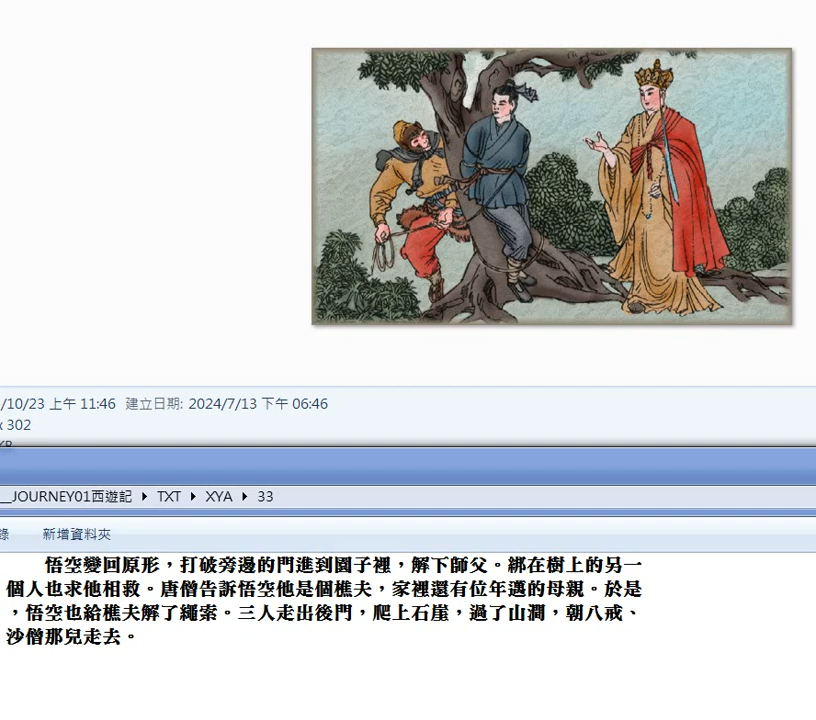 /10/23 上午 11:46 建立日期: 2024/7/13 下午 06:46
x 302
KB
__JOURNEY01西遊記 ▸ TXT ▸ XYA ▸ 33
錄 新增資料夾
悟空變回原形，打破旁邊的門進到園子裡，解下師父。綁在樹上的另一
個人也求他相救。唐僧告訴悟空他是個樵夫，家裡還有位年邁的母親。於是
，悟空也給樵夫解了繩索。三人走出後門，爬上石崖，過了山澗，朝八戒、
沙僧那兒走去。